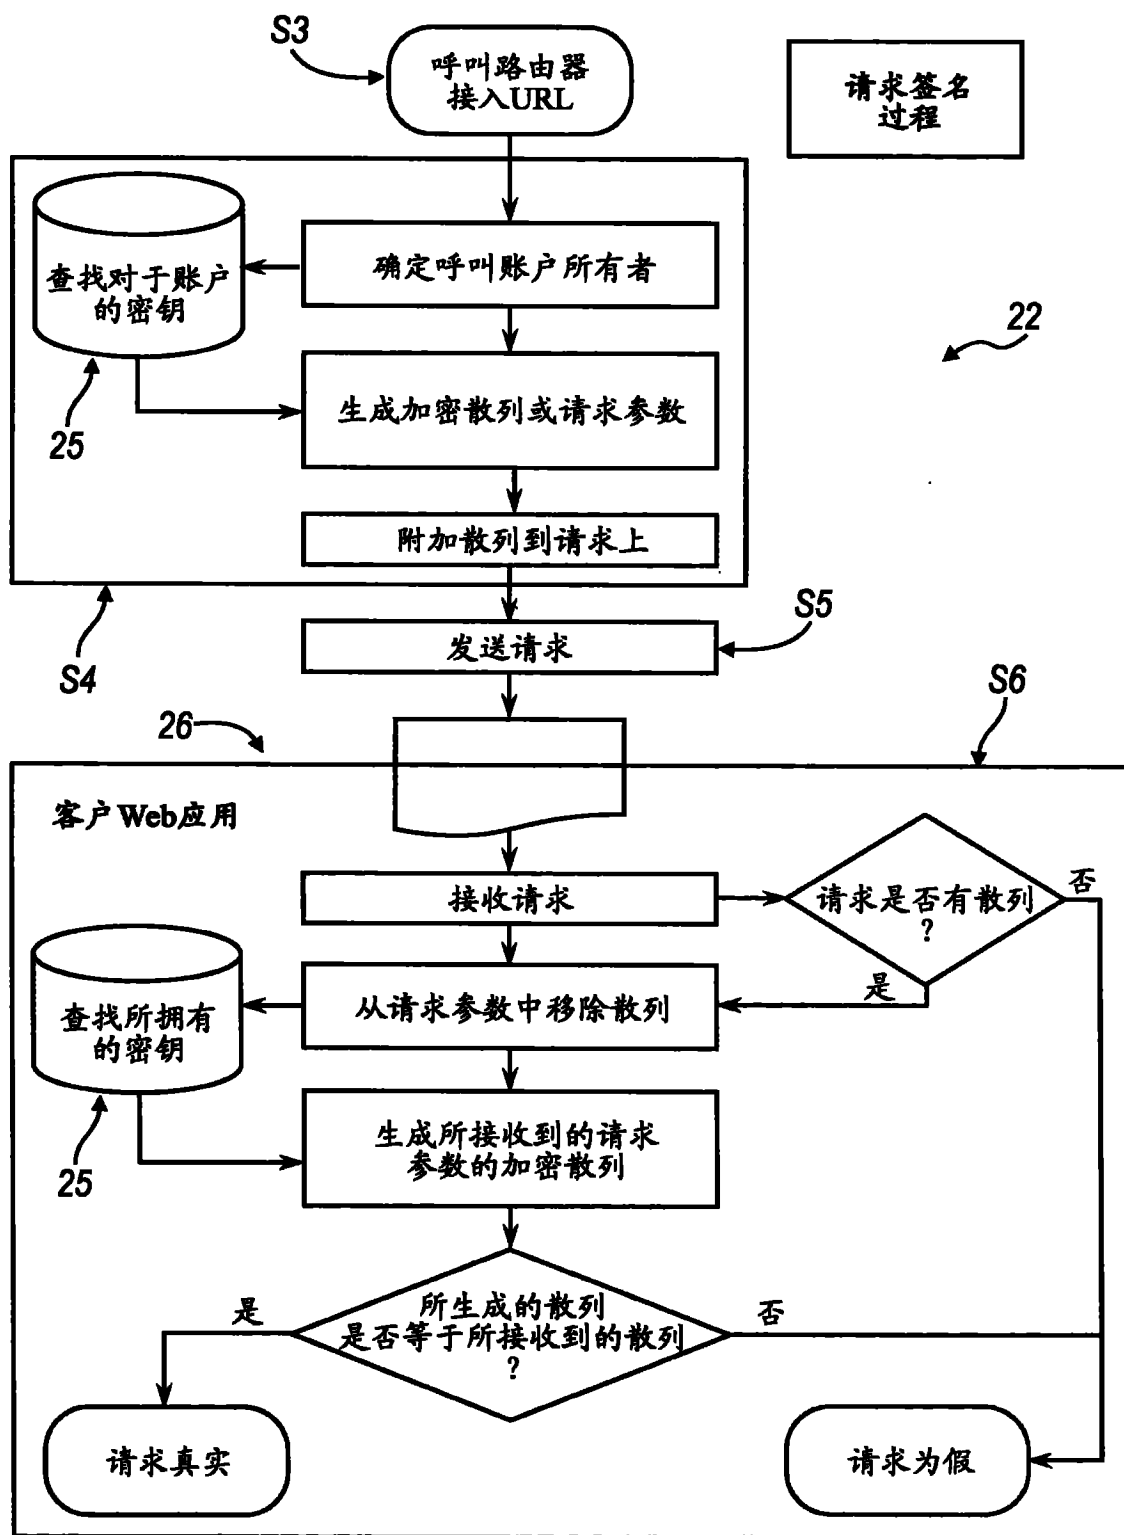 S3
呼叫路由器
接入URL
请求签名
过程
查找对于账户
的密钥
确定呼叫账户所有者
22
生成加密散列或请求参数
25
附加散列到请求上
S5
发送请求
S4
S6
26
客户Web应用
接收请求
请求是否有散列
?
否
是
从请求参数中移除散列
查找所拥有
的密钥
生成所接收到的请求
参数的加密散列
25
所生成的散列
是否等于所接收到的散列
?
是
否
请求真实
请求为假